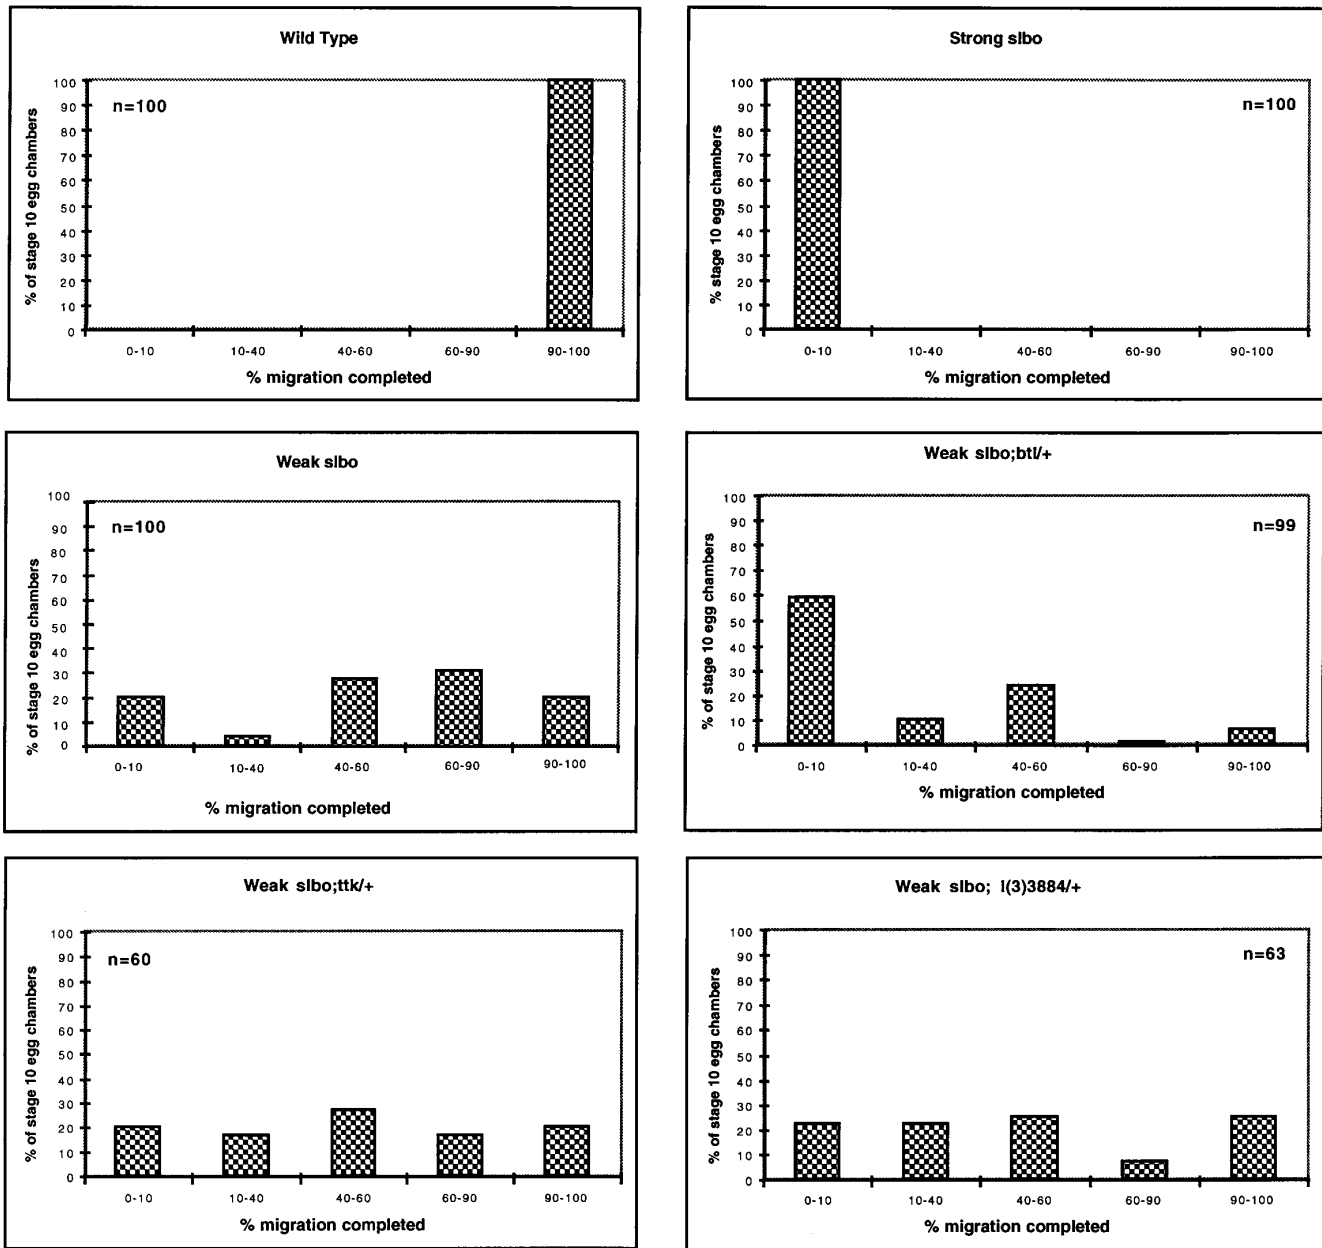 Wild Type
n=100
% of stage 10 egg chambers
100
90
80
70
60
50
40
30
20
10
0
0-10 10-40 40-60 60-90 90-100
% migration completed
Strong slbo
n=100
% stage 10 egg chambers
100
90
80
70
60
50
40
30
20
10
0
0-10 10-40 40-60 60-90 90-100
% migration completed
Weak slbo
n=100
% of stage 10 egg chambers
100
90
80
70
60
50
40
30
20
10
0
0-10 10-40 40-60 60-90 90-100
% migration completed
Weak slbo;btl/+
n=99
% of stage 10 egg chambers
100
90
80
70
60
50
40
30
20
10
0
0-10 10-40 40-60 60-90 90-100
% migration completed
Weak slbo;ttk/+
n=60
% of stage 10 egg chambers
100
90
80
70
60
50
40
30
20
10
0
0-10 10-40 40-60 60-90 90-100
% migration completed
Weak slbo; l(3)3884/+
n=63
% of stage 10 egg chambers
100
90
80
70
60
50
40
30
20
10
0
0-10 10-40 40-60 60-90 90-100
% migration completed